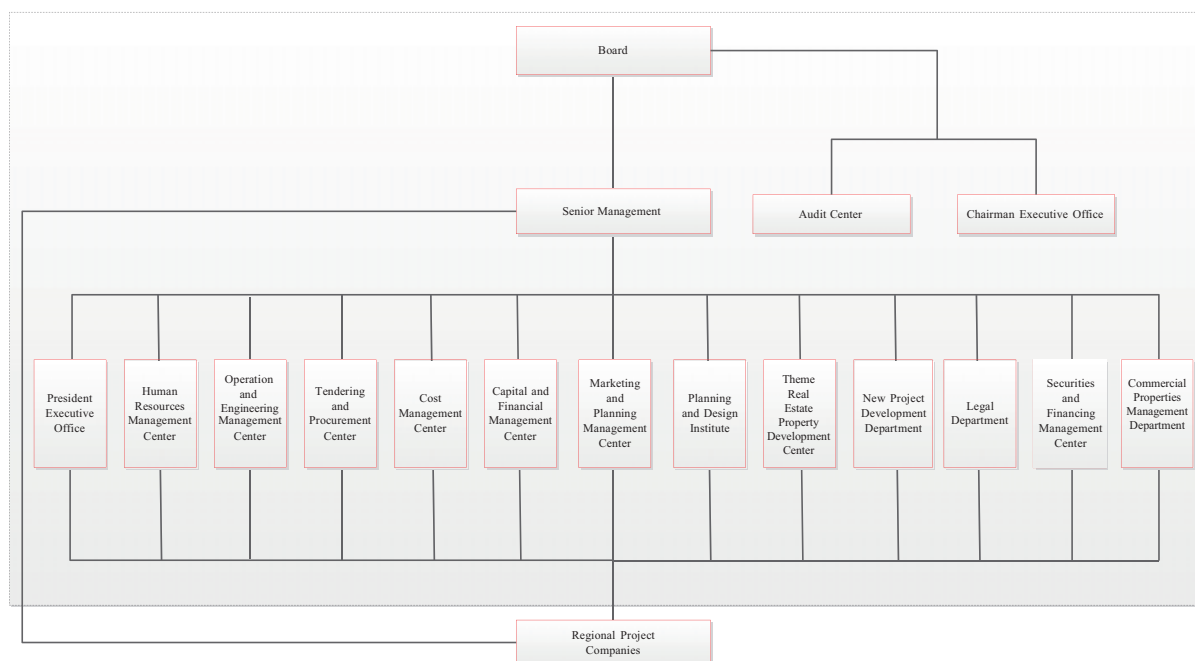 Board
Senior Management
Audit Center
Chairman Executive Office
President
Executive
Office
Human
Resources
Management
Center
Operation
and
Engineering
Management
Center
Tendering
and
Procurement
Center
Cost
Management
Center
Capital and
Financial
Management
Center
Marketing
and
Planning
Management
Center
Planning
and Design
Institute
Theme
Real
Estate
Property
Development
Center
New Project
Development
Department
Legal
Department
Securities
and
Financing
Management
Center
Commercial
Properties
Management
Department
Regional Project
Companies